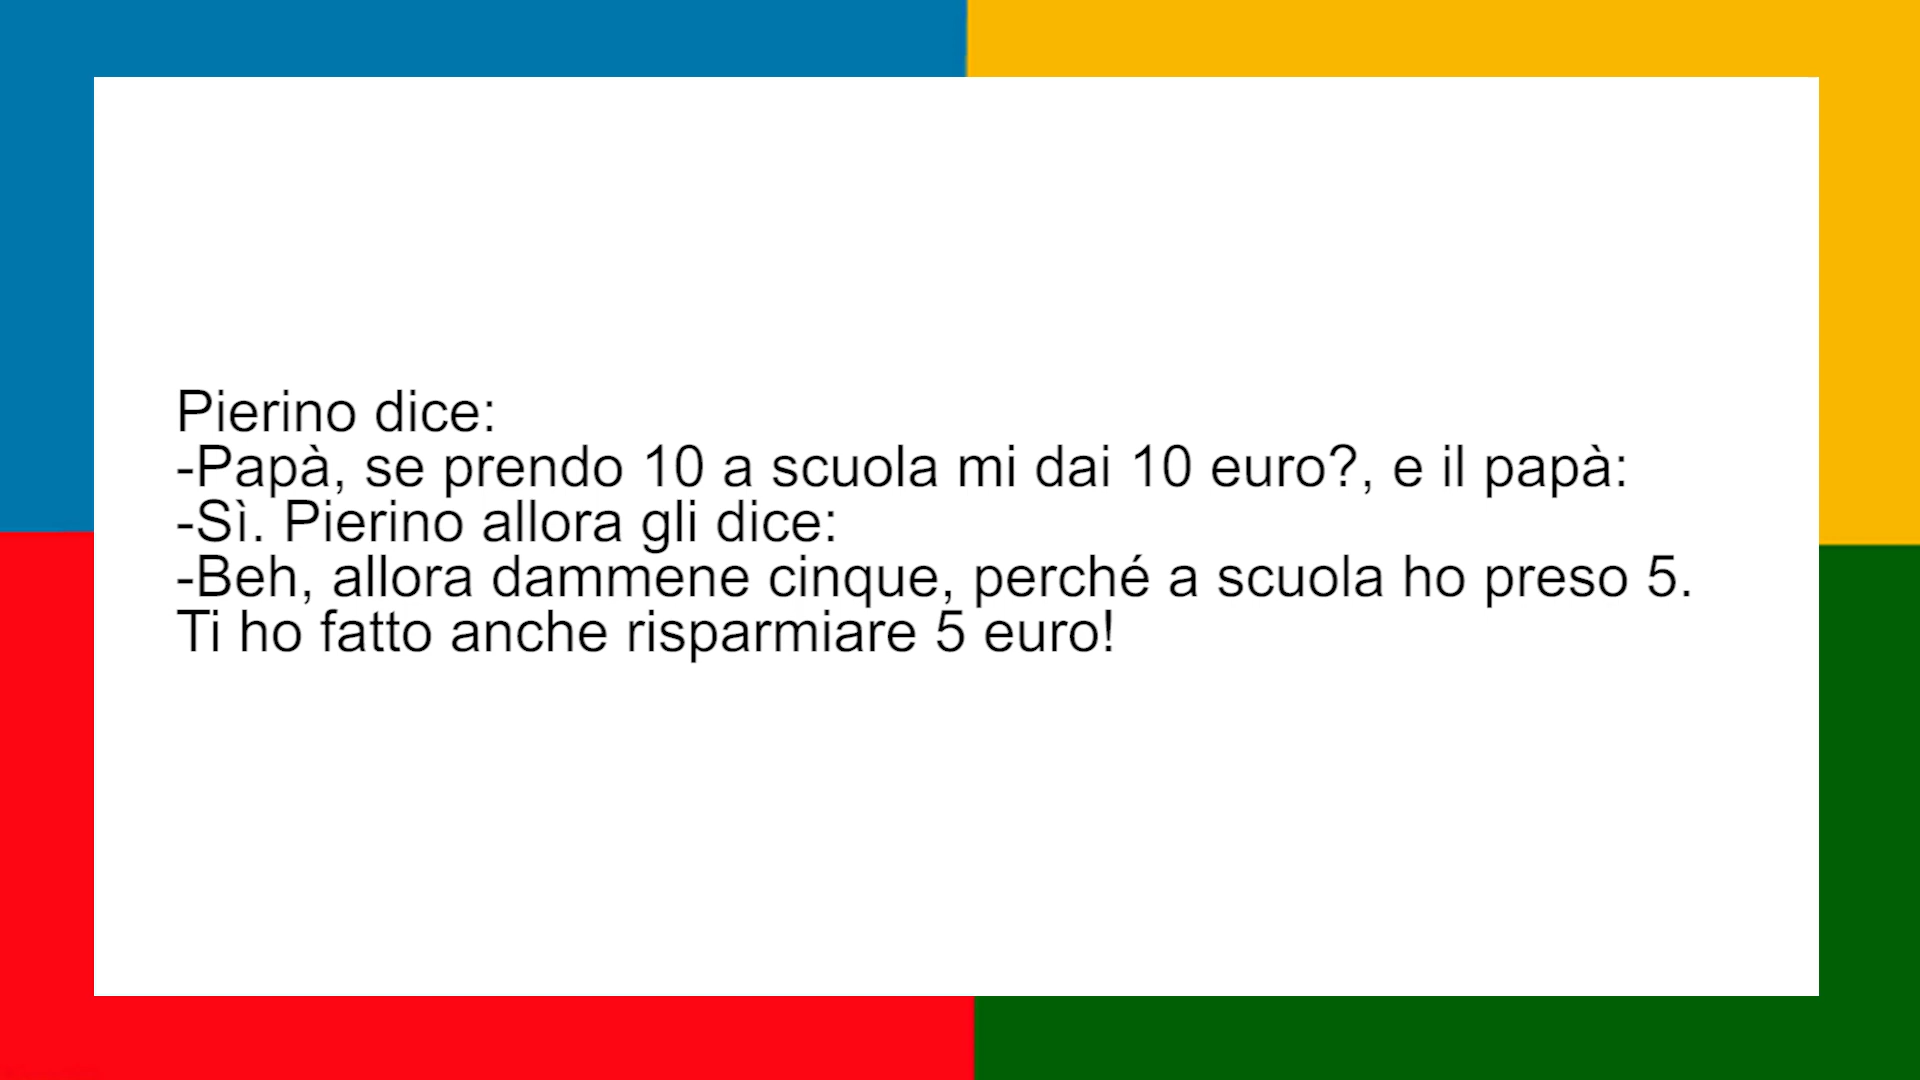 Pierino dice:
-Papà, se prendo 10 a scuola mi dai 10 euro?, e il papà:
-Sì. Pierino allora gli dice:
-Beh, allora dammene cinque, perché a scuola ho preso 5.
Ti ho fatto anche risparmiare 5 euro!